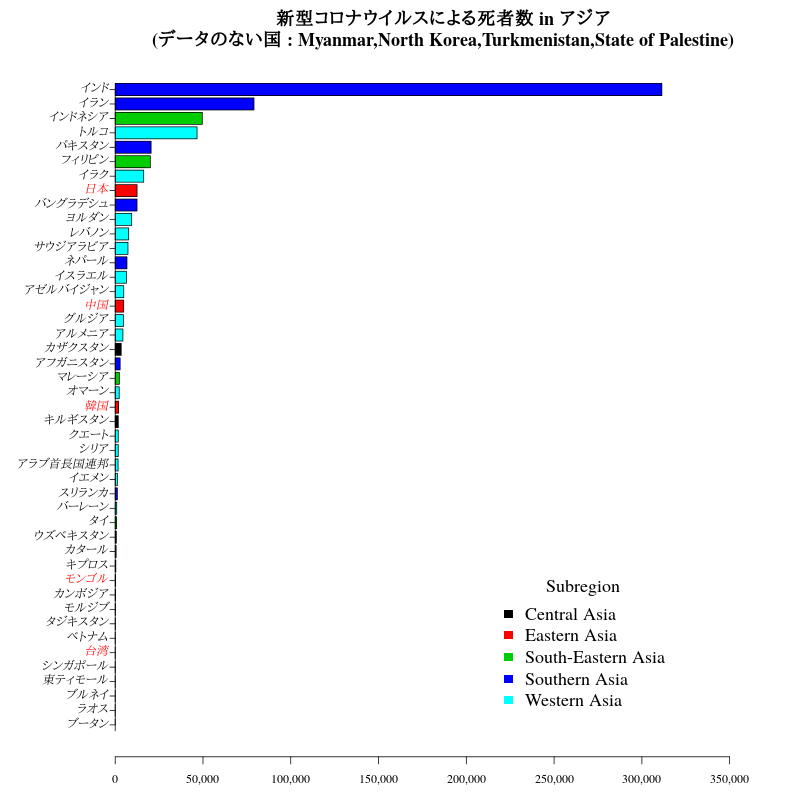 新型コロナウイルスによる死者数 in アジア
(データのない国 : Myanmar,North Korea,Turkmenistan,State of Palestine)
インド
イラン
インドネシア
トルコ
パキスタン
フィリピン
イラク
日本
バングラデシュ
ヨルダン
レバノン
サウジアラビア
ネパール
イスラエル
アゼルバイジャン
中国
グルジア
アルメニア
カザクスタン
アフガニスタン
マレーシア
オマーン
韓国
キルギスタン
クエート
シリア
アラブ首長国連邦
イエメン
スリランカ
バーレーン
タイ
ウズベキスタン
カタール
キプロス
モンゴル
カンボジア
モルジブ
タジキスタン
ベトナム
台湾
シンガポール
東ティモール
ブルネイ
ラオス
ブータン
Subregion
Central Asia
Eastern Asia
South-Eastern Asia
Southern Asia
Western Asia
0 50,000 100,000 150,000 200,000 250,000 300,000 350,000